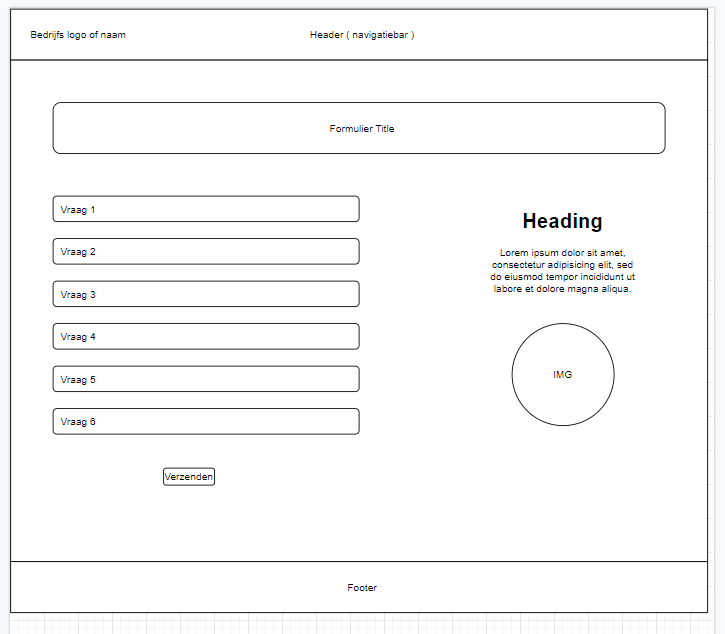 Bedrijfs logo of naam
Header ( navigatiebar )
Formulier Title
Vraag 1
Vraag 2
Vraag 3
Vraag 4
Vraag 5
Vraag 6
Verzenden
Heading
Lorem ipsum dolor sit amet,
consectetur adipisicing elit, sed
do eiusmod tempor incididunt ut
labore et dolore magna aliqua.
IMG
Footer